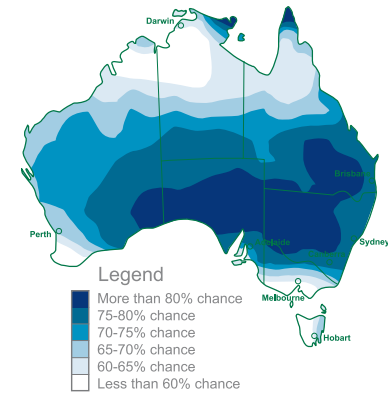 Darwin
Brisbane
Perth
Adelaide
Sydney
Legend
Melbourne
More than 80% chance
75-80% chance
70-75% chance
Hobart
65-70% chance
60-65% chance
Less than 60% chance